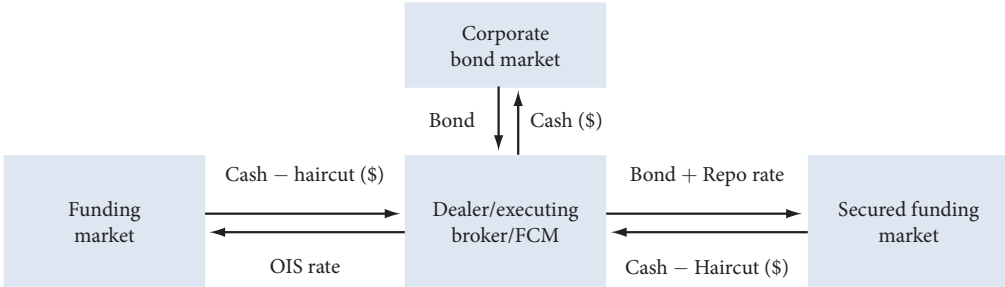 Corporate
bond market
Bond
Cash ($)
Cash – haircut ($)
Bond + Repo rate
Funding
market
Dealer/executing
broker/FCM
Secured funding
market
OIS rate
Cash – Haircut ($)